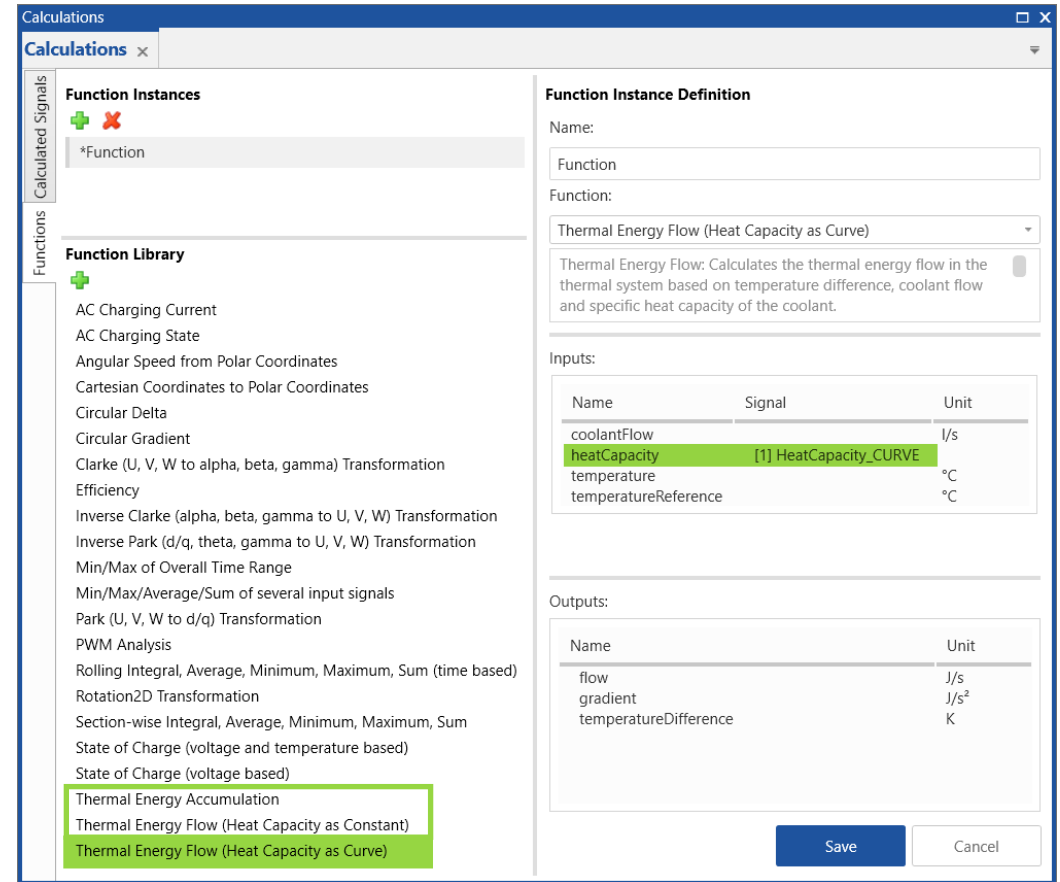 Calculations
Calculations
Calculated Signals
Functions
Function Instances
*Function
Function Library
AC Charging Current
AC Charging State
Angular Speed from Polar Coordinates
Cartesian Coordinates to Polar Coordinates
Circular Delta
Circular Gradient
Clarke (U, V, W to alpha, beta, gamma) Transformation
Efficiency
Inverse Clarke (alpha, beta, gamma to U, V, W) Transformation
Inverse Park (d/q, theta, gamma to U, V, W) Transformation
Min/Max of Overall Time Range
Min/Max/Average/Sum of several input signals
Park (U, V, W to d/q) Transformation
PWM Analysis
Rolling Integral, Average, Minimum, Maximum, Sum (time based)
Rotation2D Transformation
Section-wise Integral, Average, Minimum, Maximum, Sum
State of Charge (voltage and temperature based)
State of Charge (voltage based)
Thermal Energy Accumulation
Thermal Energy Flow (Heat Capacity as Constant)
Thermal Energy Flow (Heat Capacity as Curve)
Function Instance Definition
Name:
Function
Function:
Thermal Energy Flow (Heat Capacity as Curve)
Thermal Energy Flow: Calculates the thermal energy flow in the
thermal system based on temperature difference, coolant flow
and specific heat capacity of the coolant.
Inputs:
Name Signal Unit
coolantFlow l/s
heatCapacity [1] HeatCapacity_CURVE
temperature °C
temperatureReference °C
Outputs:
Name Unit
flow J/s
gradient J/s²
temperatureDifference K
Save Cancel